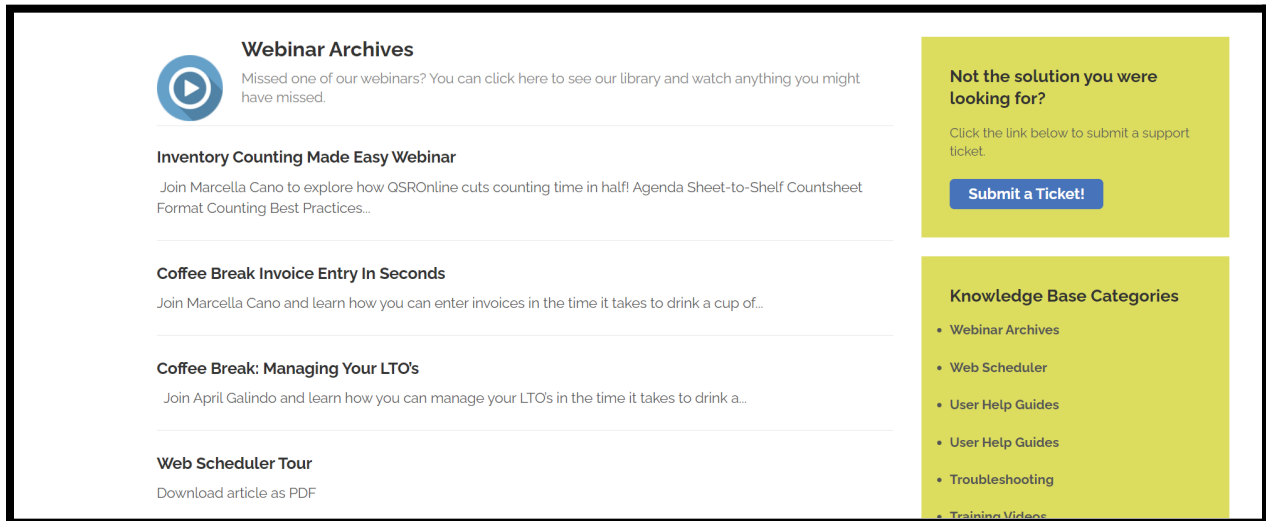 Webinar Archives
Missed one of our webinars? You can click here to see our library and watch anything you might
have missed.
Inventory Counting Made Easy Webinar
Join Marcella Cano to explore how QSROnline cuts counting time in half! Agenda Sheet-to-Shelf Countsheet
Format Counting Best Practices...
Coffee Break Invoice Entry In Seconds
Join Marcella Cano and learn how you can enter invoices in the time it takes to drink a cup of...
Coffee Break: Managing Your LTO's
Join April Galindo and learn how you can manage your LTO's in the time it takes to drink a...
Web Scheduler Tour
Download article as PDF
Not the solution you were
looking for?
Click the link below to submit a support
ticket.
Submit a Ticket!
Knowledge Base Categories
Webinar Archives
Web Scheduler
User Help Guides
User Help Guides
Troubleshooting
Training Videos